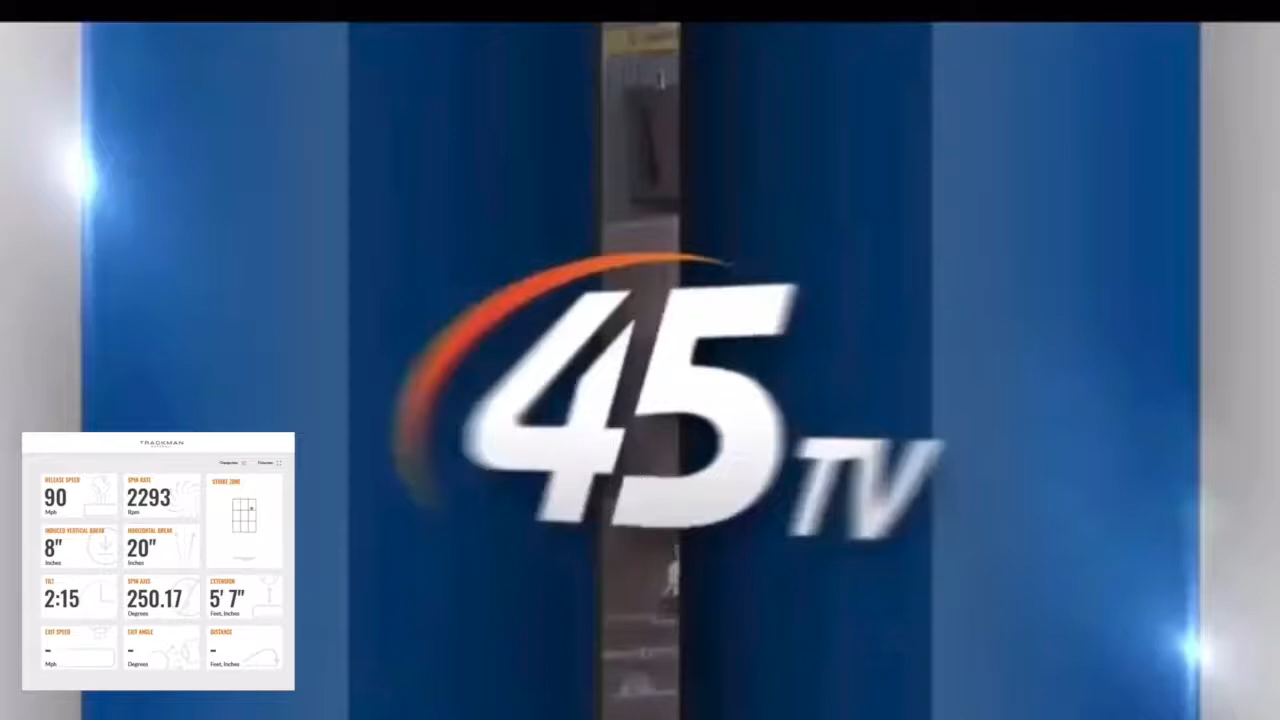 45 TV
TRACKMAN
RELEASE SPEED
90
Mph
SPIN RATE
2293
Rpm
STRIKE ZONE
INDUCED VERTICAL BREAK
8"
Inches
HORIZONTAL BREAK
20"
Inches
TILT
2:15
SPIN AXIS
250.17
Degrees
EXTENSION
5' 7"
Feet, Inches
EXIT SPEED
-
Mph
EXIT ANGLE
-
Degrees
DISTANCE
-
Feet, Inches